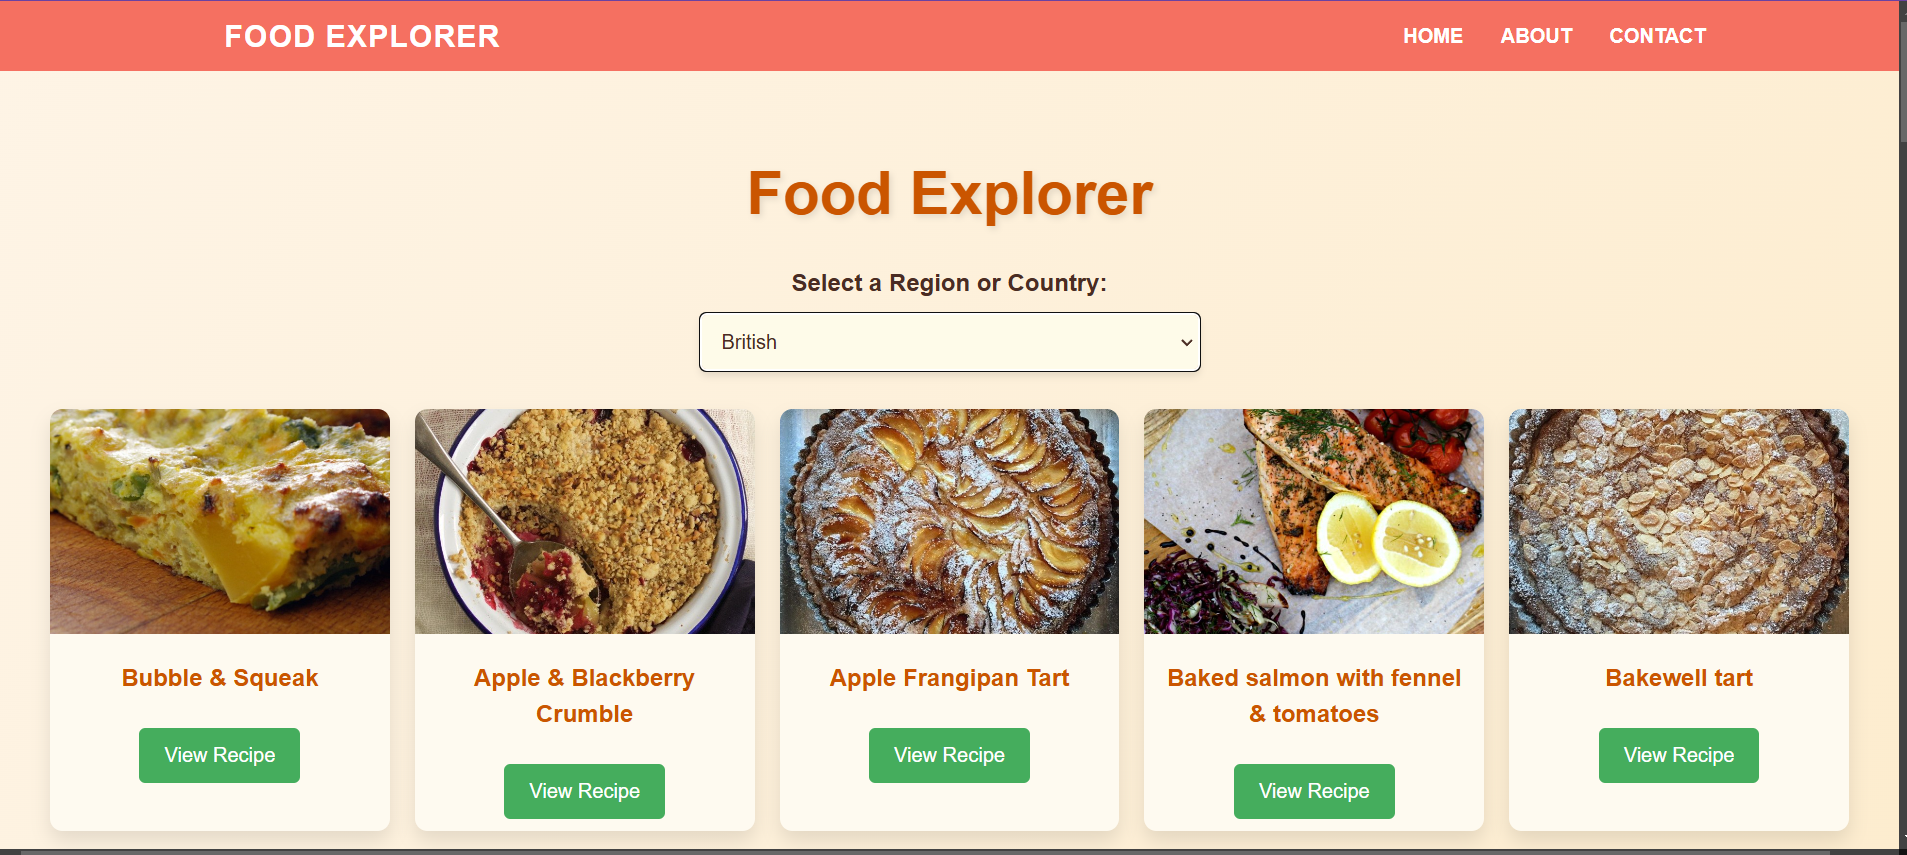 FOOD EXPLORER
HOME ABOUT CONTACT
Food Explorer
Select a Region or Country:
British
Bubble & Squeak
View Recipe
Apple & Blackberry
Crumble
View Recipe
Apple Frangipan Tart
View Recipe
Baked salmon with fennel
& tomatoes
View Recipe
Bakewell tart
View Recipe